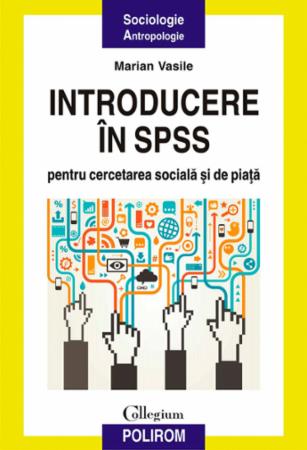 Sociologie
Antropologie
Marian Vasile
INTRODUCERE
ÎN SPSS
pentru cercetarea socială și de piață
Collegium
POLIROM